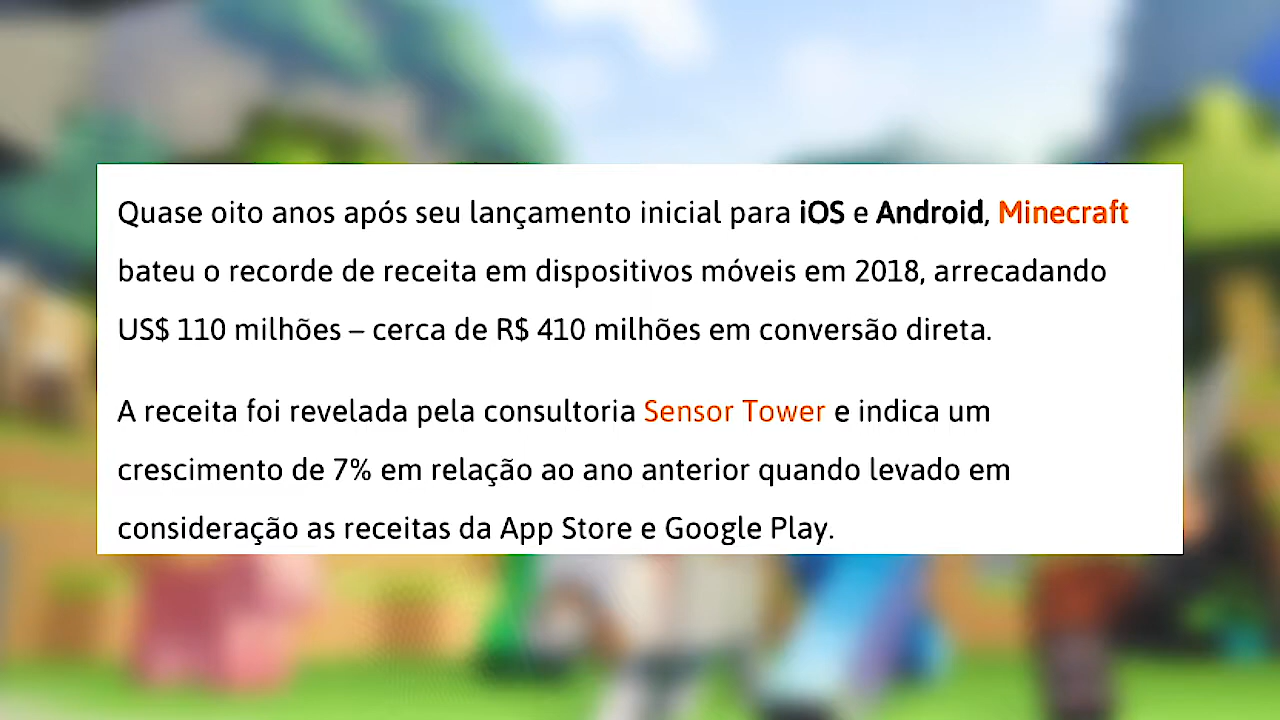 Quase oito anos após seu lançamento inicial para iOS e Android, Minecraft
bateu o recorde de receita em dispositivos móveis em 2018, arrecadando
US$ 110 milhões – cerca de R$ 410 milhões em conversão direta.
A receita foi revelada pela consultoria Sensor Tower e indica um
crescimento de 7% em relação ao ano anterior quando levado em
consideração as receitas da App Store e Google Play.